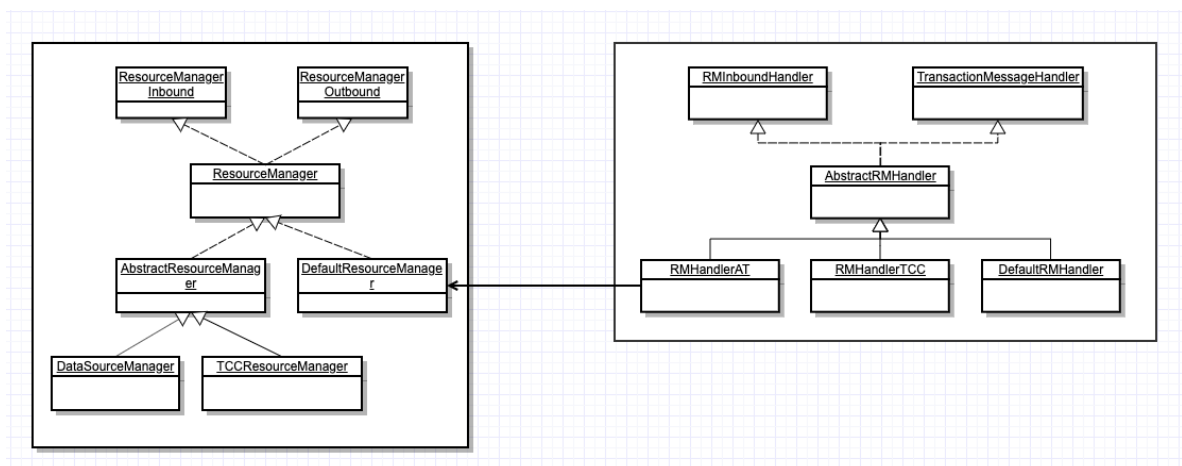 ResourceManager
Inbound
ResourceManager
Outbound
ResourceManager
AbstractResourceManag
er
DefaultResourceManage
r
DataSourceManager
TCCResourceManager
RMInboundHandler
TransactionMessageHandler
AbstractRMHandler
RMHandlerAT
RMHandlerTCC
DefaultRMHandler